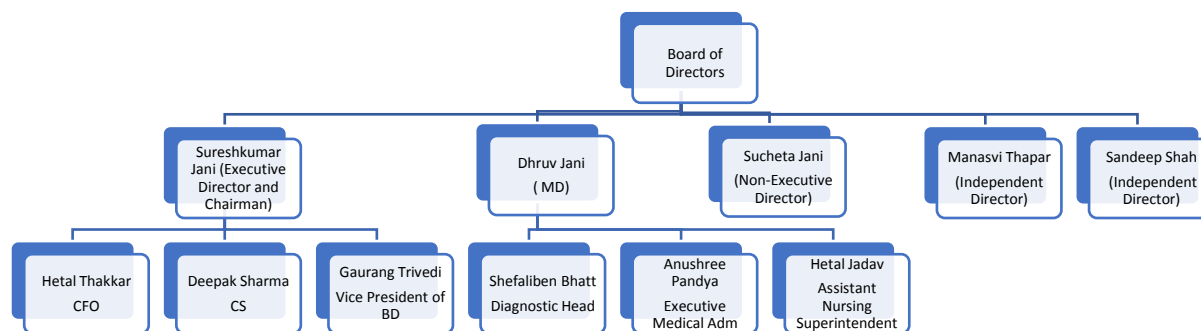 Board of
Directors
Sureshkumar
Jani (Executive
Director and
Chairman)
Dhruv Jani
( MD)
Sucheta Jani
(Non-Executive
Director)
Manasvi Thapar
(Independent
Director)
Sandeep Shah
(Independent
Director)
Hetal Thakkar
CFO
Deepak Sharma
CS
Gaurang Trivedi
Vice President of
BD
Shefaliben Bhatt
Diagnostic Head
Anushree
Pandya
Executive
Medical Adm
Hetal Jadav
Assistant
Nursing
Superintendent